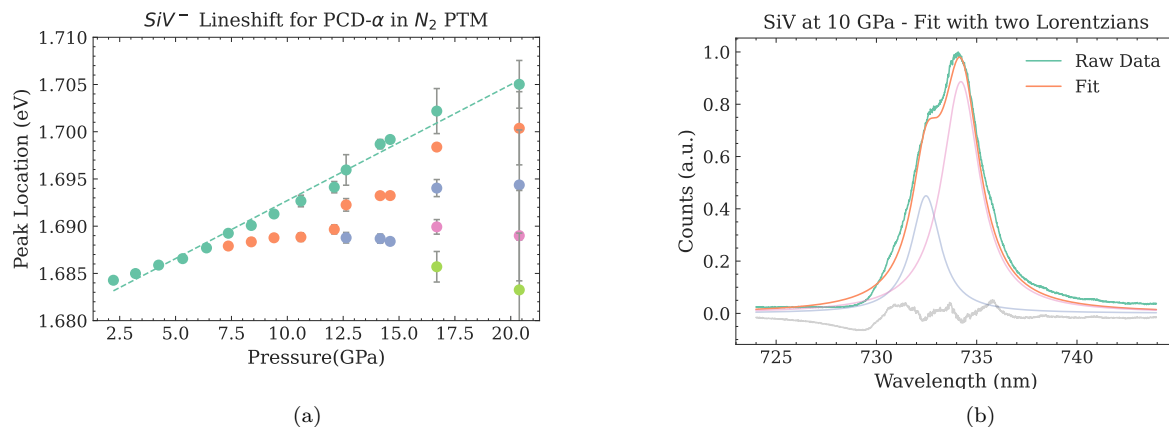 SiV⁻ Lineshift for PCD-α in N₂ PTM
1.710
1.705
1.700
1.695
1.690
1.685
1.680
Peak Location (eV)
2.5 5.0 7.5 10.0 12.5 15.0 17.5 20.0
Pressure(GPa)
(a)
SiV at 10 GPa - Fit with two Lorentzians
1.0
0.8
0.6
0.4
0.2
0.0
Counts (a.u.)
Raw Data
Fit
725 730 735 740
Wavelength (nm)
(b)